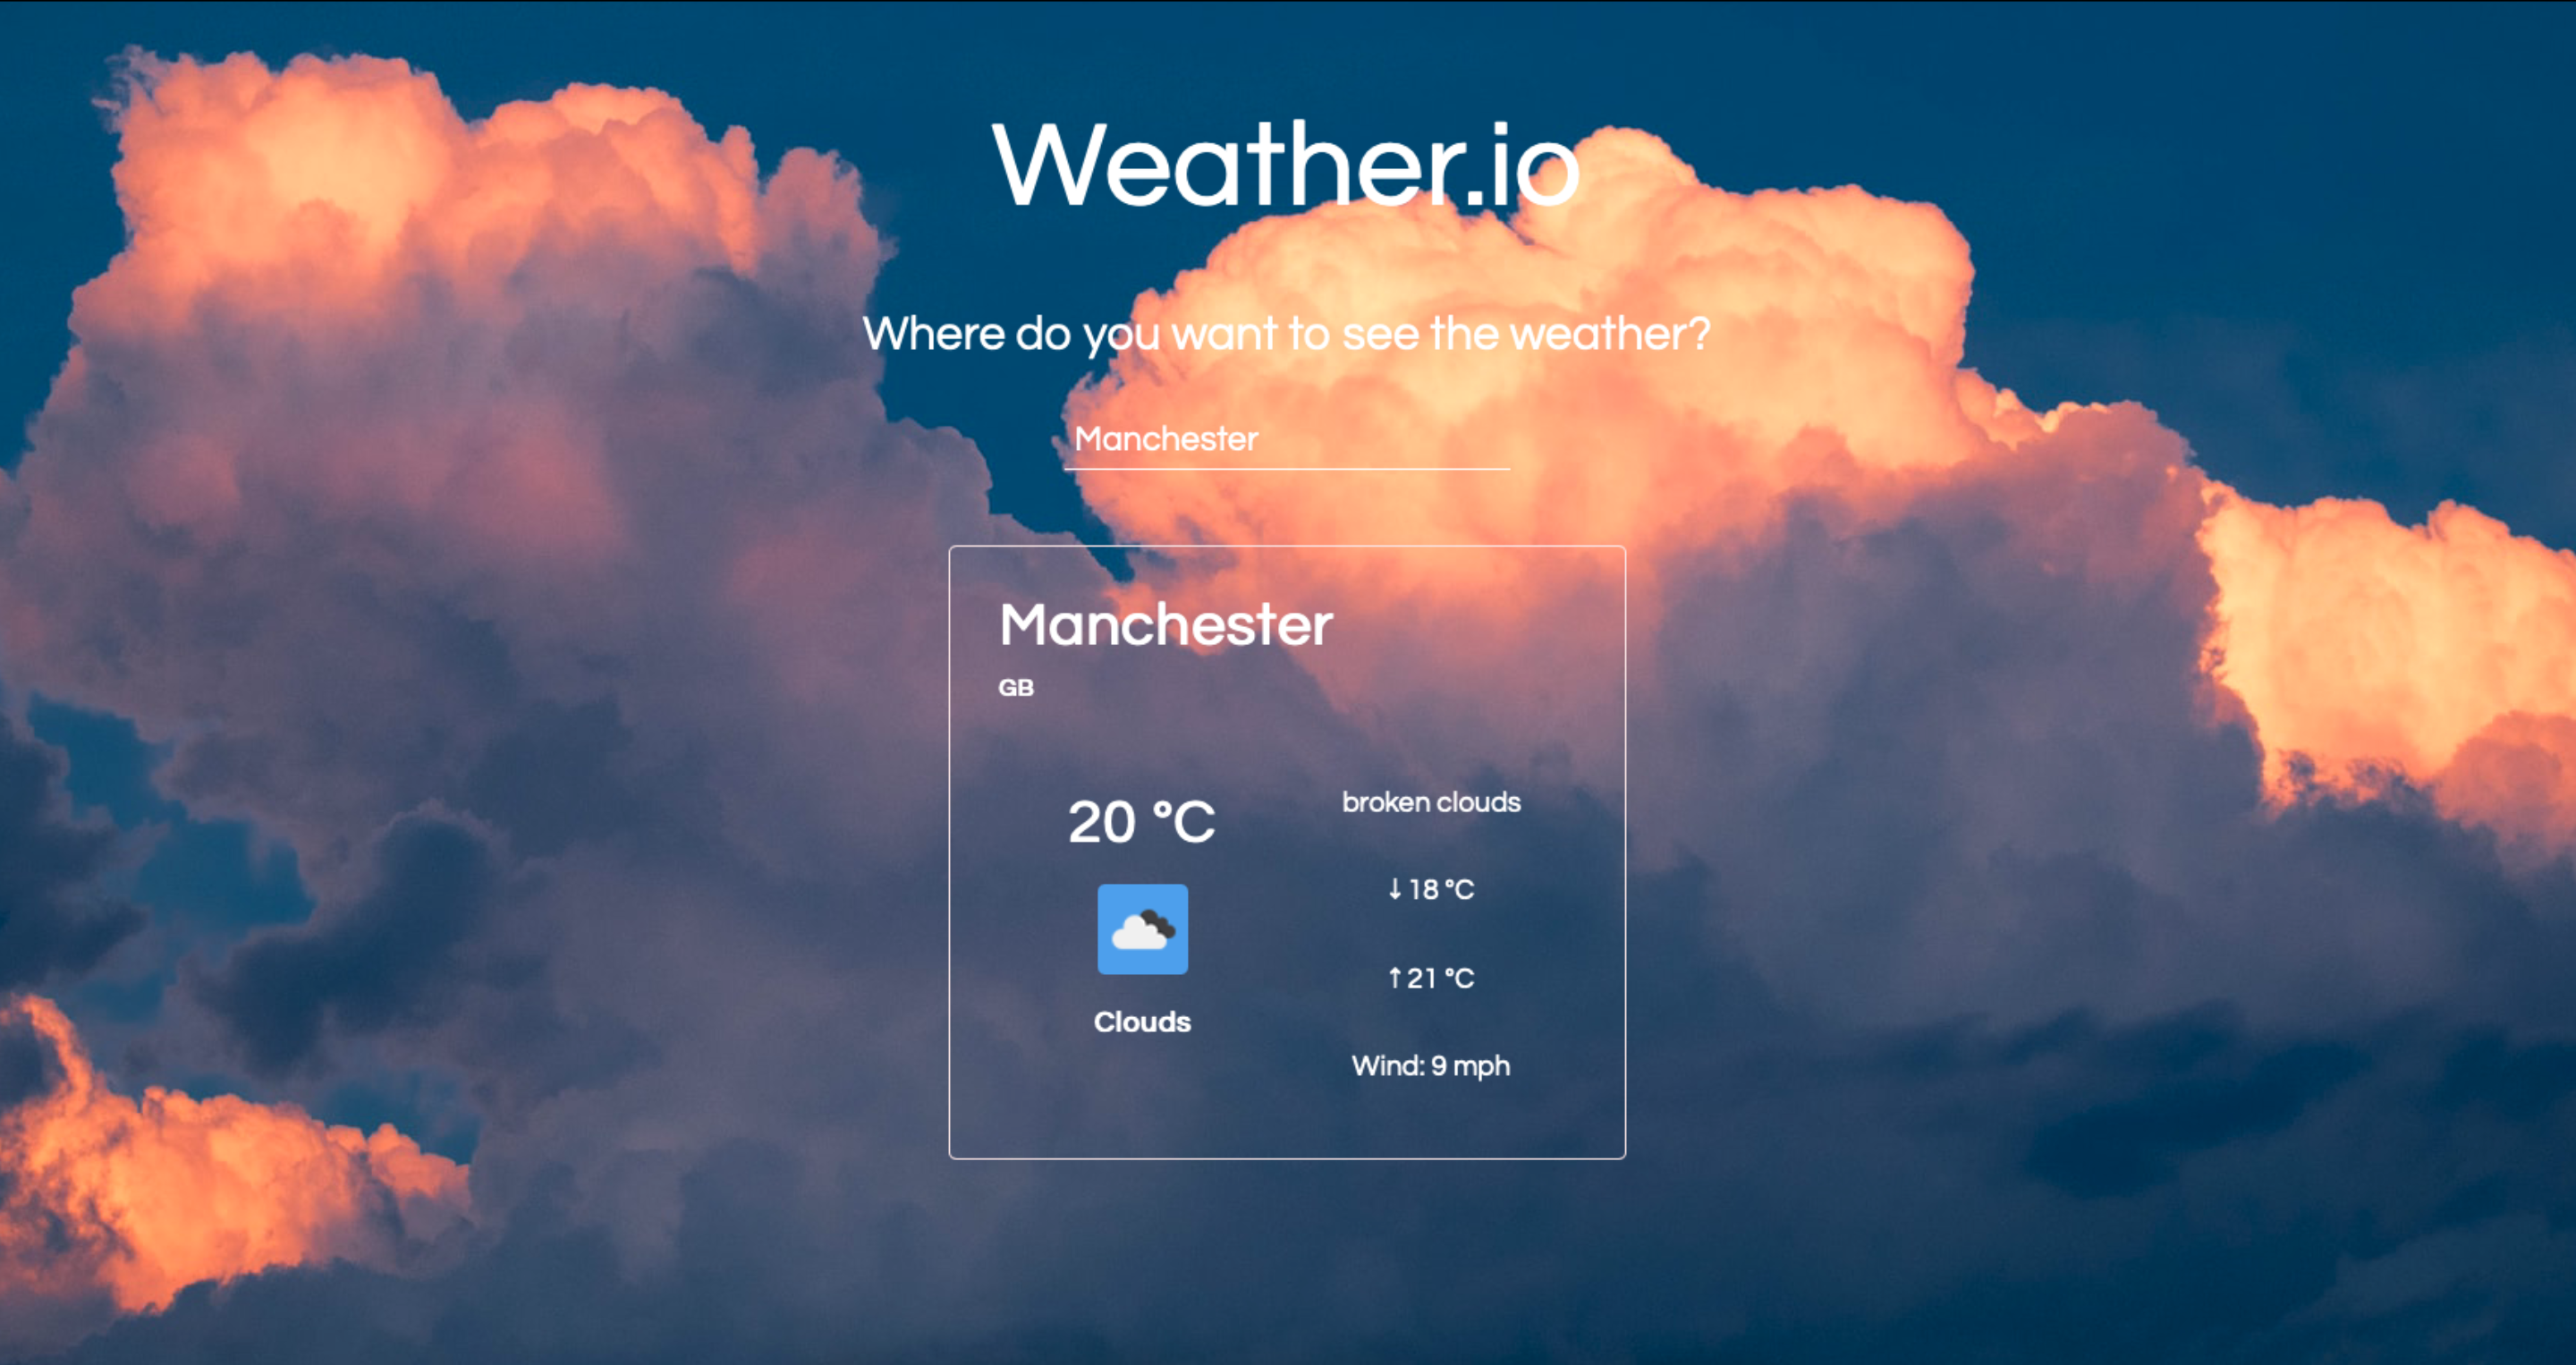 Weather.io
Where do you want to see the weather?
Manchester
Manchester
GB
20 °C
Clouds
broken clouds
↓ 18 °C
↑ 21 °C
Wind: 9 mph